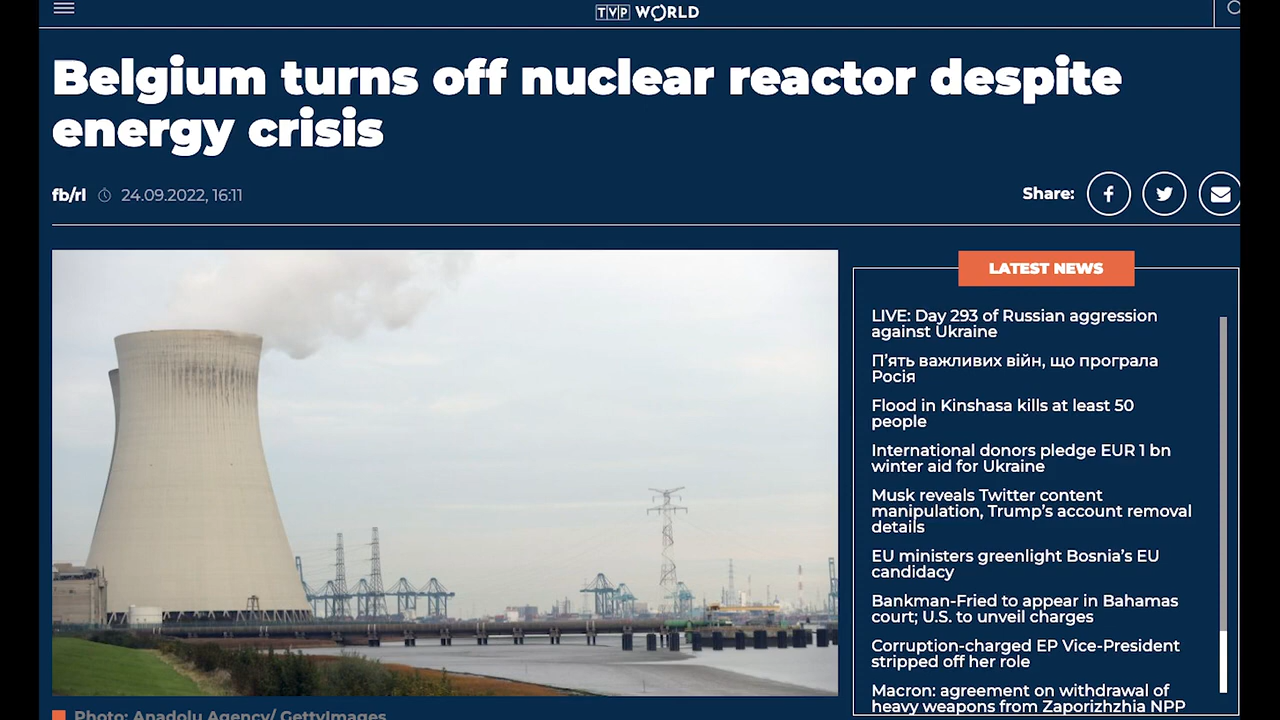 TVP WORLD
Belgium turns off nuclear reactor despite
energy crisis
fb/rl 24.09.2022, 16:11
Share:
LATEST NEWS
LIVE: Day 293 of Russian aggression
against Ukraine
П’ять важливих війн, що програла
Росія
Flood in Kinshasa kills at least 50
people
International donors pledge EUR 1 bn
winter aid for Ukraine
Musk reveals Twitter content
manipulation, Trump’s account removal
details
EU ministers greenlight Bosnia’s EU
candidacy
Bankman-Fried to appear in Bahamas
court; U.S. to unveil charges
Corruption-charged EP Vice-President
stripped off her role
Macron: agreement on withdrawal of
heavy weapons from Zaporizhzhia NPP
Photo: Anadolu Agency/ GettyImages